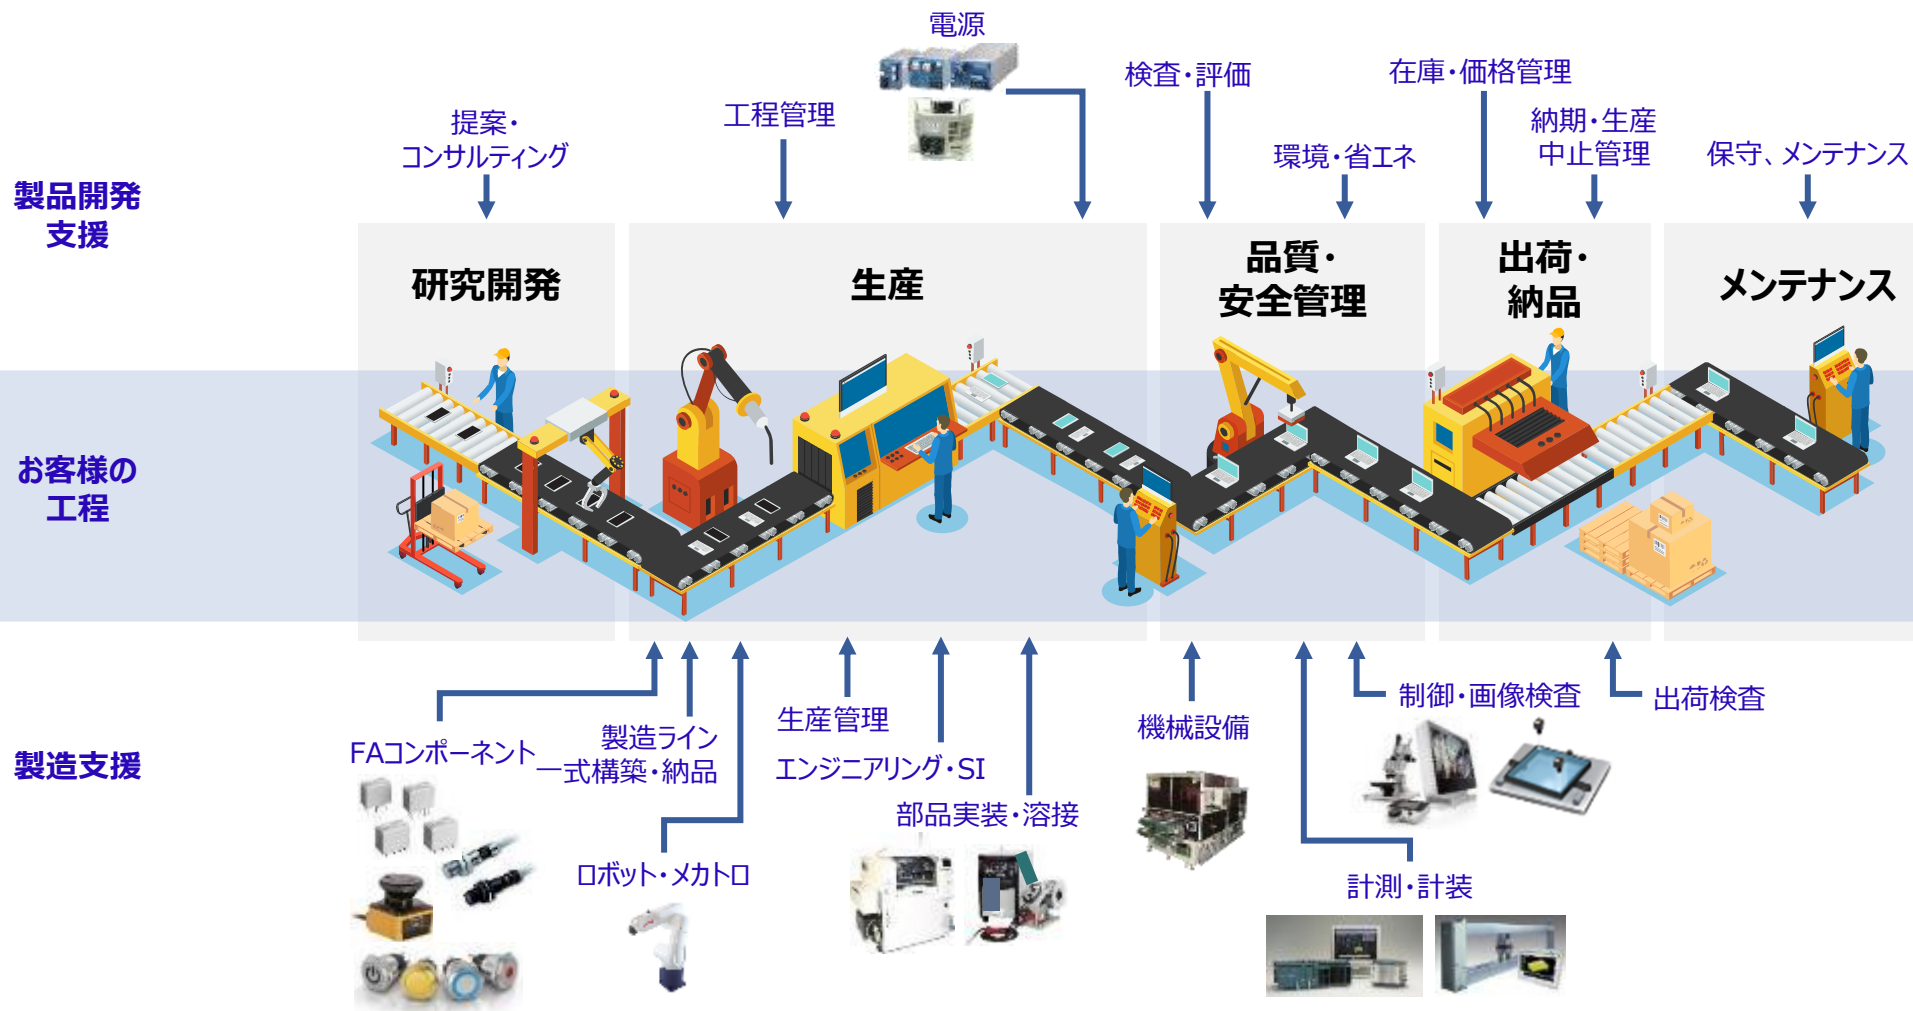 電源
検査・評価
在庫・価格管理
提案・
コンサルティング
工程管理
環境・省エネ
納期・生産
中止管理
保守、メンテナンス
製品開発
支援
研究開発
生産
品質・
安全管理
出荷・
納品
メンテナンス
お客様の
工程
製造支援
FAコンポーネント
製造ライン
一式構築・納品
生産管理
エンジニアリング・SI
部品実装・溶接
ロボット・メカトロ
機械設備
制御・画像検査
出荷検査
計測・計装